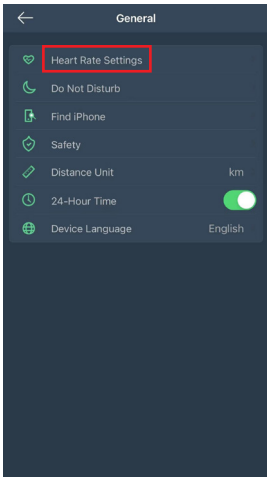 General
Heart Rate Settings
Do Not Disturb
Find iPhone
Safety
Distance Unit km
24-Hour Time
Device Language English